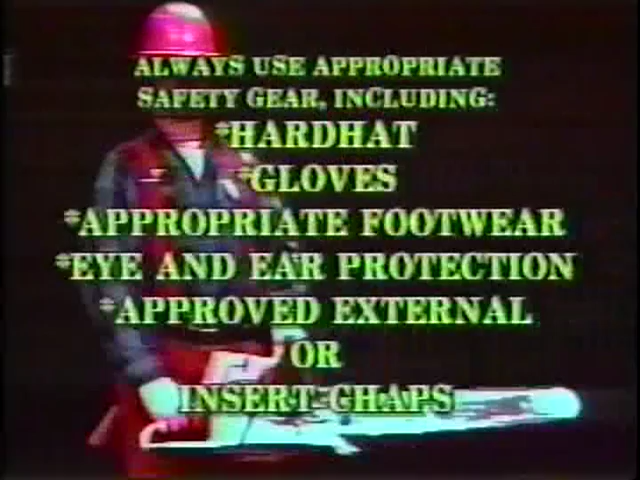 ALWAYS USE APPROPRIATE
SAFETY GEAR, INCLUDING:
*HARDHAT
*GLOVES
*APPROPRIATE FOOTWEAR
*EYE AND EAR PROTECTION
*APPROVED EXTERNAL
OR
INSERT CHAPS